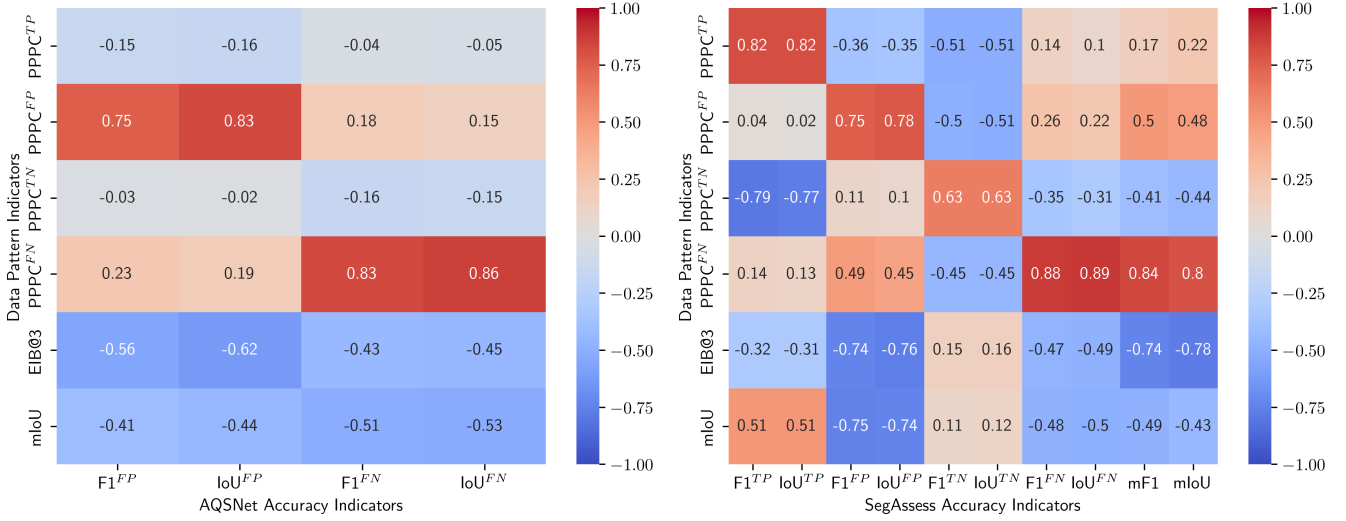 Data Pattern Indicators
PPPC^{TP} -0.15 -0.16 -0.04 -0.05
PPPC^{FP} 0.75 0.83 0.18 0.15
PPPC^{TN} -0.03 -0.02 -0.16 -0.15
PPPC^{FN} 0.23 0.19 0.83 0.86
EIB@3 -0.56 -0.62 -0.43 -0.45
mIoU -0.41 -0.44 -0.51 -0.53
F1^{FP} IoU^{FP} F1^{FN} IoU^{FN}
AQSNet Accuracy Indicators
1.00
0.75
0.50
0.25
0.00
−0.25
−0.50
−0.75
−1.00
Data Pattern Indicators
PPPC^{TP} 0.82 0.82 -0.36 -0.35 -0.51 -0.51 0.14 0.1 0.17 0.22
PPPC^{FP} 0.04 0.02 0.75 0.78 -0.5 -0.51 0.26 0.22 0.5 0.48
PPPC^{TN} -0.79 -0.77 0.11 0.1 0.63 0.63 -0.35 -0.31 -0.41 -0.44
PPPC^{FN} 0.14 0.13 0.49 0.45 -0.45 -0.45 0.88 0.89 0.84 0.8
EIB@3 -0.32 -0.31 -0.74 -0.76 0.15 0.16 -0.47 -0.49 -0.74 -0.78
mIoU 0.51 0.51 -0.75 -0.74 0.11 0.12 -0.48 -0.5 -0.49 -0.43
F1^{TP} IoU^{TP} F1^{FP} IoU^{FP} F1^{TN} IoU^{TN} F1^{FN} IoU^{FN} mF1 mIoU
SegAssess Accuracy Indicators
1.00
0.75
0.50
0.25
0.00
−0.25
−0.50
−0.75
−1.00